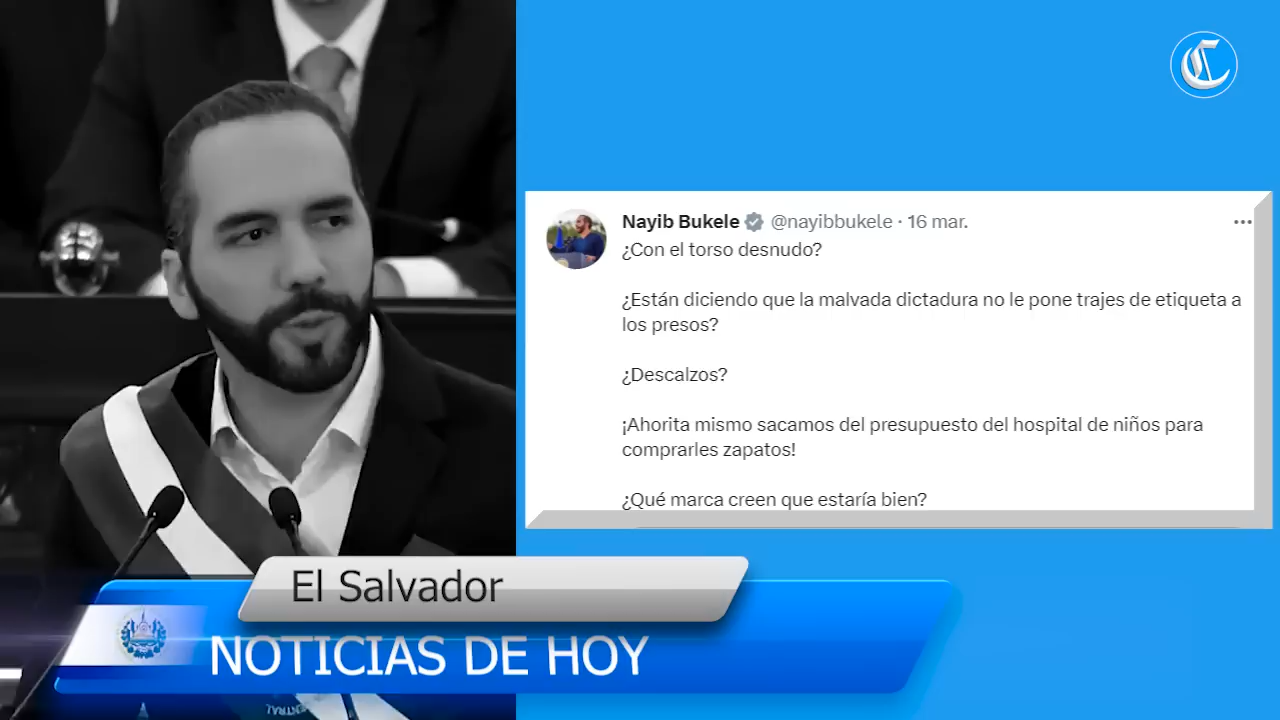 Nayib Bukele @nayibbukele · 16 mar.
¿Con el torso desnudo?
¿Están diciendo que la malvada dictadura no le pone trajes de etiqueta a
los presos?
¿Descalzos?
¡Ahorita mismo sacamos del presupuesto del hospital de niños para
comprarles zapatos!
¿Qué marca creen que estaría bien?
El Salvador
NOTICIAS DE HOY